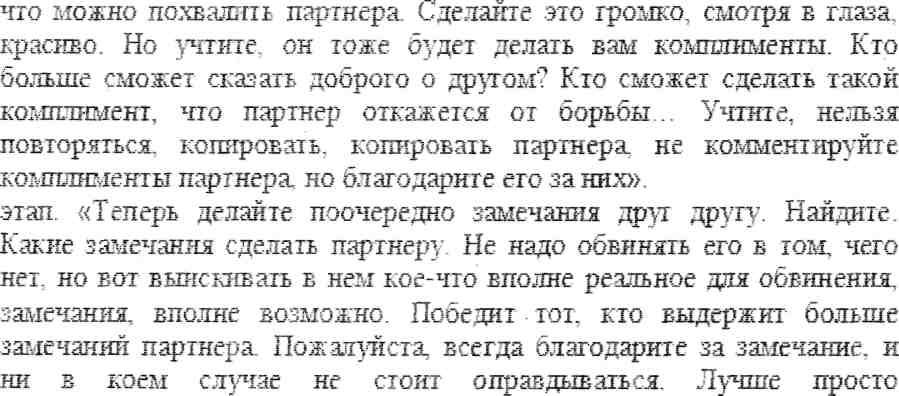 что можно похвалить партнера. Сделайте это громко, смотря в глаза,
красиво. Но учтите, он тоже будет делать вам комплименты. Кто
больше сможет сказать доброго о другом? Кто сможет сделать такой
комплимент, что партнер откажется от борьбы... Учтите, нельзя
повторяться, копировать, копировать партнера, не комментируйте
комплименты партнера, но благодарите его за них».
этап. «Теперь делайте поочередно замечания друг другу. Найдите.
Какие замечания сделать партнеру. Не надо обвинять его в том, чего
нет, но вот выискивать в нем кое-что вполне реальное для обвинения,
замечания, вполне возможно. Победит тот, кто выдержит больше
замечаний партнера. Пожалуйста, всегда благодарите за замечание, и
ни в коем случае не стоит оправдываться. Лучше просто